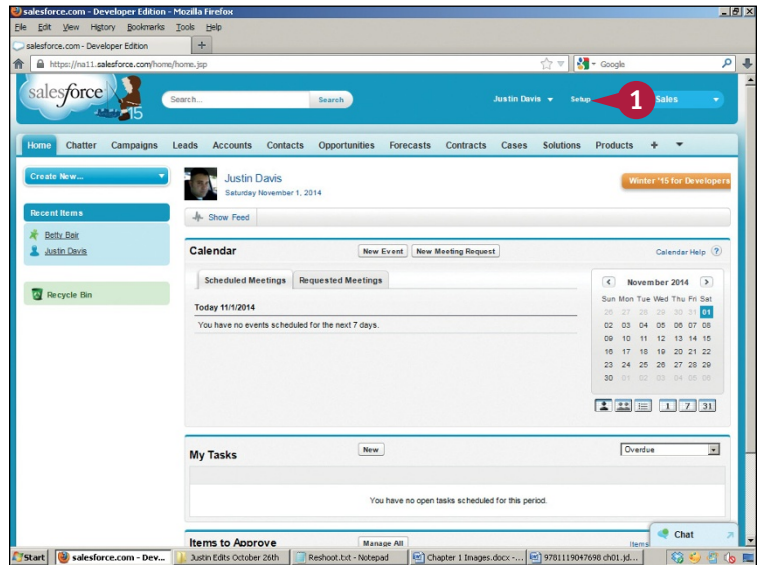 salesforce.com - Developer Edition - Mozilla Firefox
File Edit View History Bookmarks Tools Help
salesforce.com - Developer Edition +
https://na11.salesforce.com/home/home.jsp Google
salesforce 15
Search... Search Justin Davis Setup 1 Sales
Home Chatter Campaigns Leads Accounts Contacts Opportunities Forecasts Contracts Cases Solutions Products +
Create New...
Justin Davis
Saturday November 1, 2014
Winter '15 for Developers
Recent Items
Betty Bair
Justin Davis
Recycle Bin
Show Feed
Calendar New Event New Meeting Request Calendar Help ?
Scheduled Meetings Requested Meetings
Today 11/1/2014
You have no events scheduled for the next 7 days.
< November 2014 >
Sun Mon Tue Wed Thu Fri Sat
26 27 28 29 30 31 01
02 03 04 05 06 07 08
09 10 11 12 13 14 15
16 17 18 19 20 21 22
23 24 25 26 27 28 29
30 01 02 03 04 05 06
1 7 31
My Tasks New Overdue
You have no open tasks scheduled for this period.
Items to Approve Manage All Items
Chat
Start salesforce.com - Dev... Justin Edits October 26th Reshoot.txt - Notepad Chapter 1 Images.docx -... 9781119047698 ch01.jd...